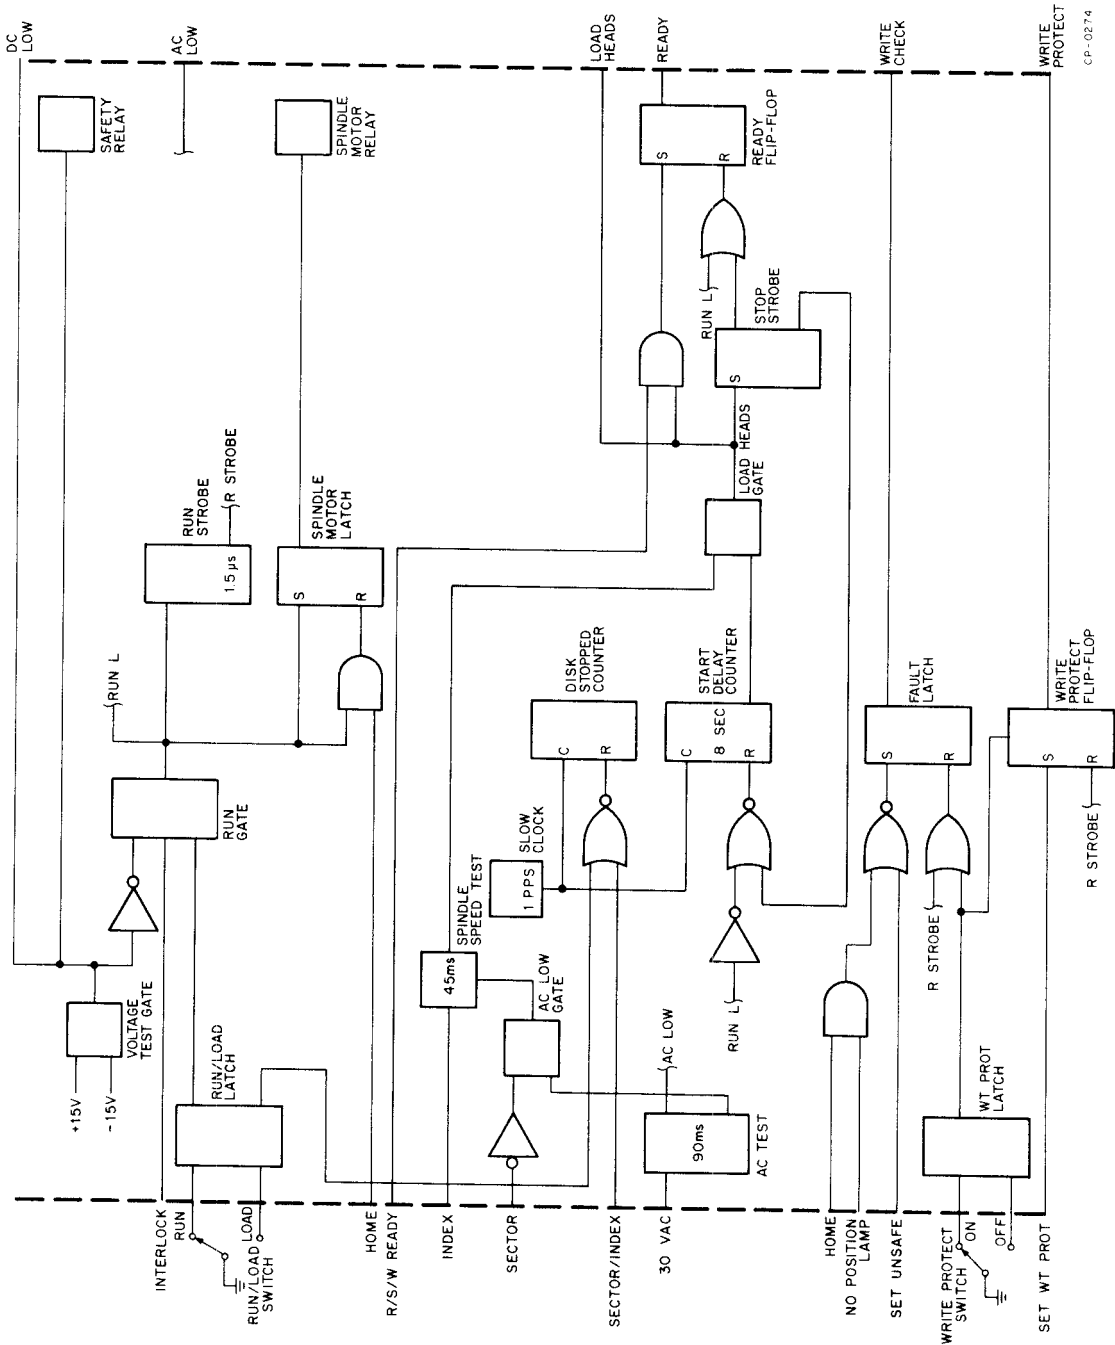 DC
LOW
AC
LOW
LOAD
HEADS
READY
WRITE
CHECK
WRITE
PROTECT
CP-0274
SAFETY
RELAY
SPINDLE
MOTOR
RELAY
S
R
READY
FLIP-FLOP
RUN L
S
STOP
STROBE
LOAD HEADS
GATE
RUN
STROBE
1.5 µs
R STROBE
SPINDLE
MOTOR
LATCH
S
R
RUN L
RUN
GATE
DISK
STOPPED
COUNTER
C
R
START
DELAY
COUNTER
C
8 SEC
R
FAULT
LATCH
S
R
WRITE
PROTECT
FLIP-FLOP
S
R
R STROBE
SLOW
CLOCK
1 PPS
SPINDLE
SPEED TEST
45ms
AC LOW
GATE
RUN L
R STROBE
VOLTAGE
TEST GATE
+15V
-15V
RUN/LOAD
LATCH
AC LOW
90ms
AC TEST
WT PROT
LATCH
INTERLOCK
RUN
LOAD
RUN/LOAD
SWITCH
HOME
R/S/W READY
INDEX
SECTOR
SECTOR/INDEX
30 VAC
HOME
NO POSITION
LAMP
SET UNSAFE
WRITE PROTECT
SWITCH
ON
OFF
SET WT PROT